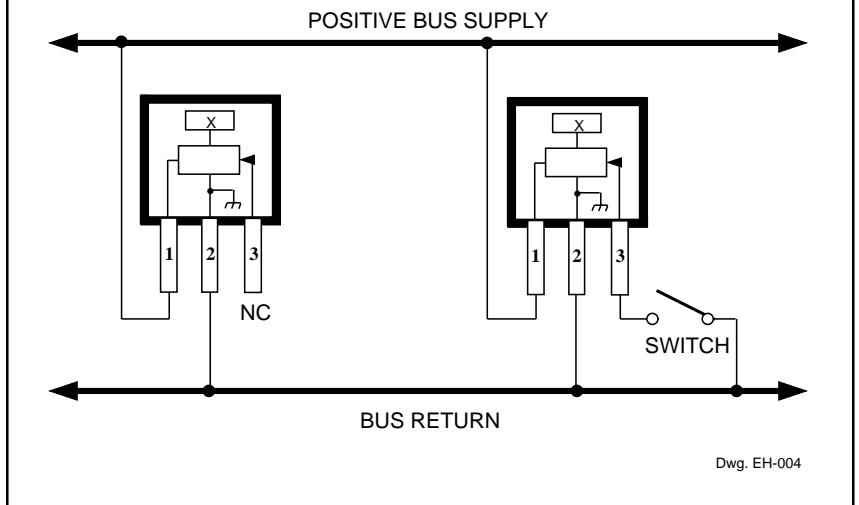 POSITIVE BUS SUPPLY
X
X
1 2 3
1 2 3
NC
SWITCH
BUS RETURN
Dwg. EH-004